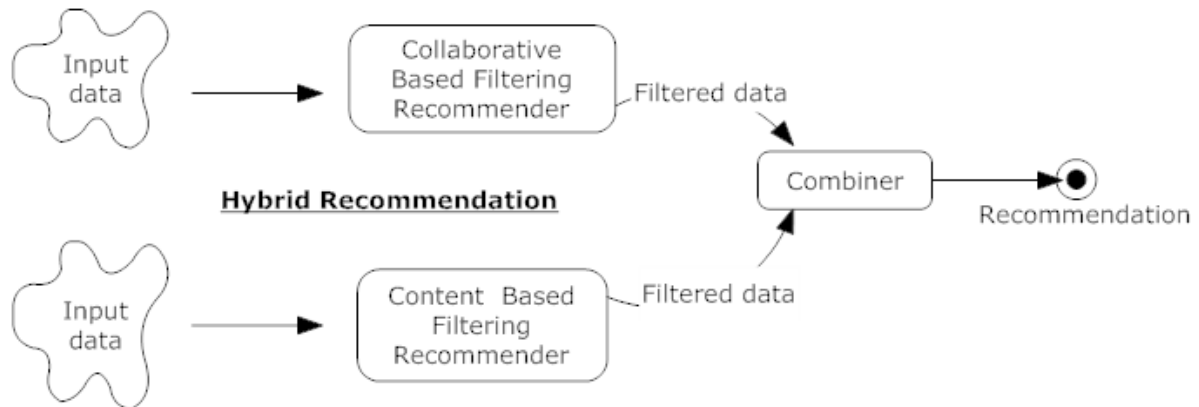 Input
data
Collaborative
Based Filtering
Recommender
Filtered data
Combiner
Recommendation
Hybrid Recommendation
Input
data
Content Based
Filtering
Recommender
Filtered data